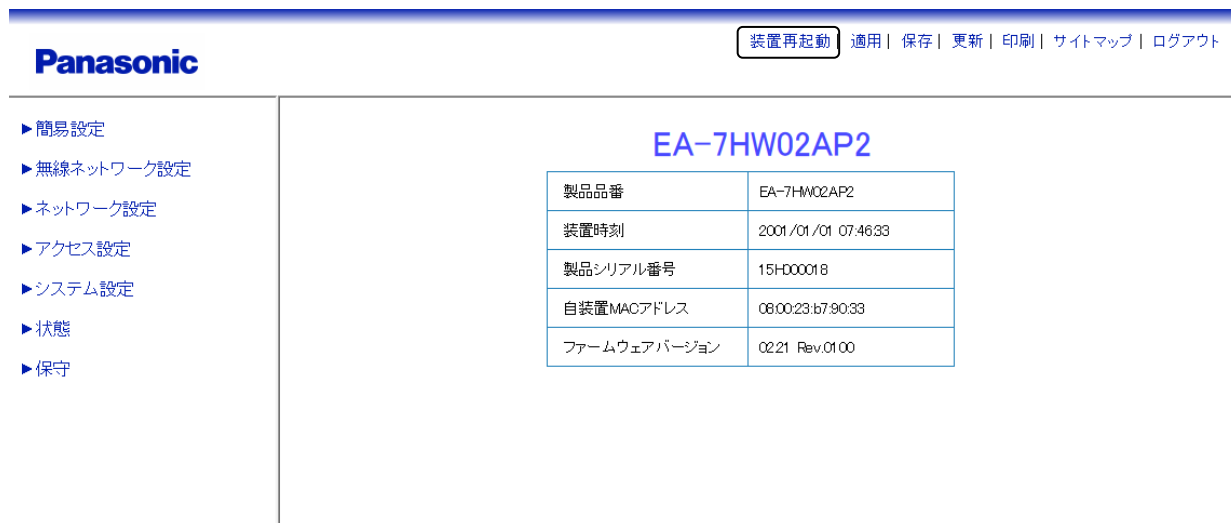 Panasonic
装置再起動| 適用| 保存| 更新| 印刷| サイトマップ| ログアウト
►簡易設定
►無線ネットワーク設定
►ネットワーク設定
►アクセス設定
►システム設定
►状態
►保守
EA-7HW02AP2
製品品番 EA-7HW02AP2
装置時刻 2001/01/01 07:46:33
製品シリアル番号 15H000018
自装置MACアドレス 08:00:23:b7:90:33
ファームウェアバージョン 02.21 Rev.01.00